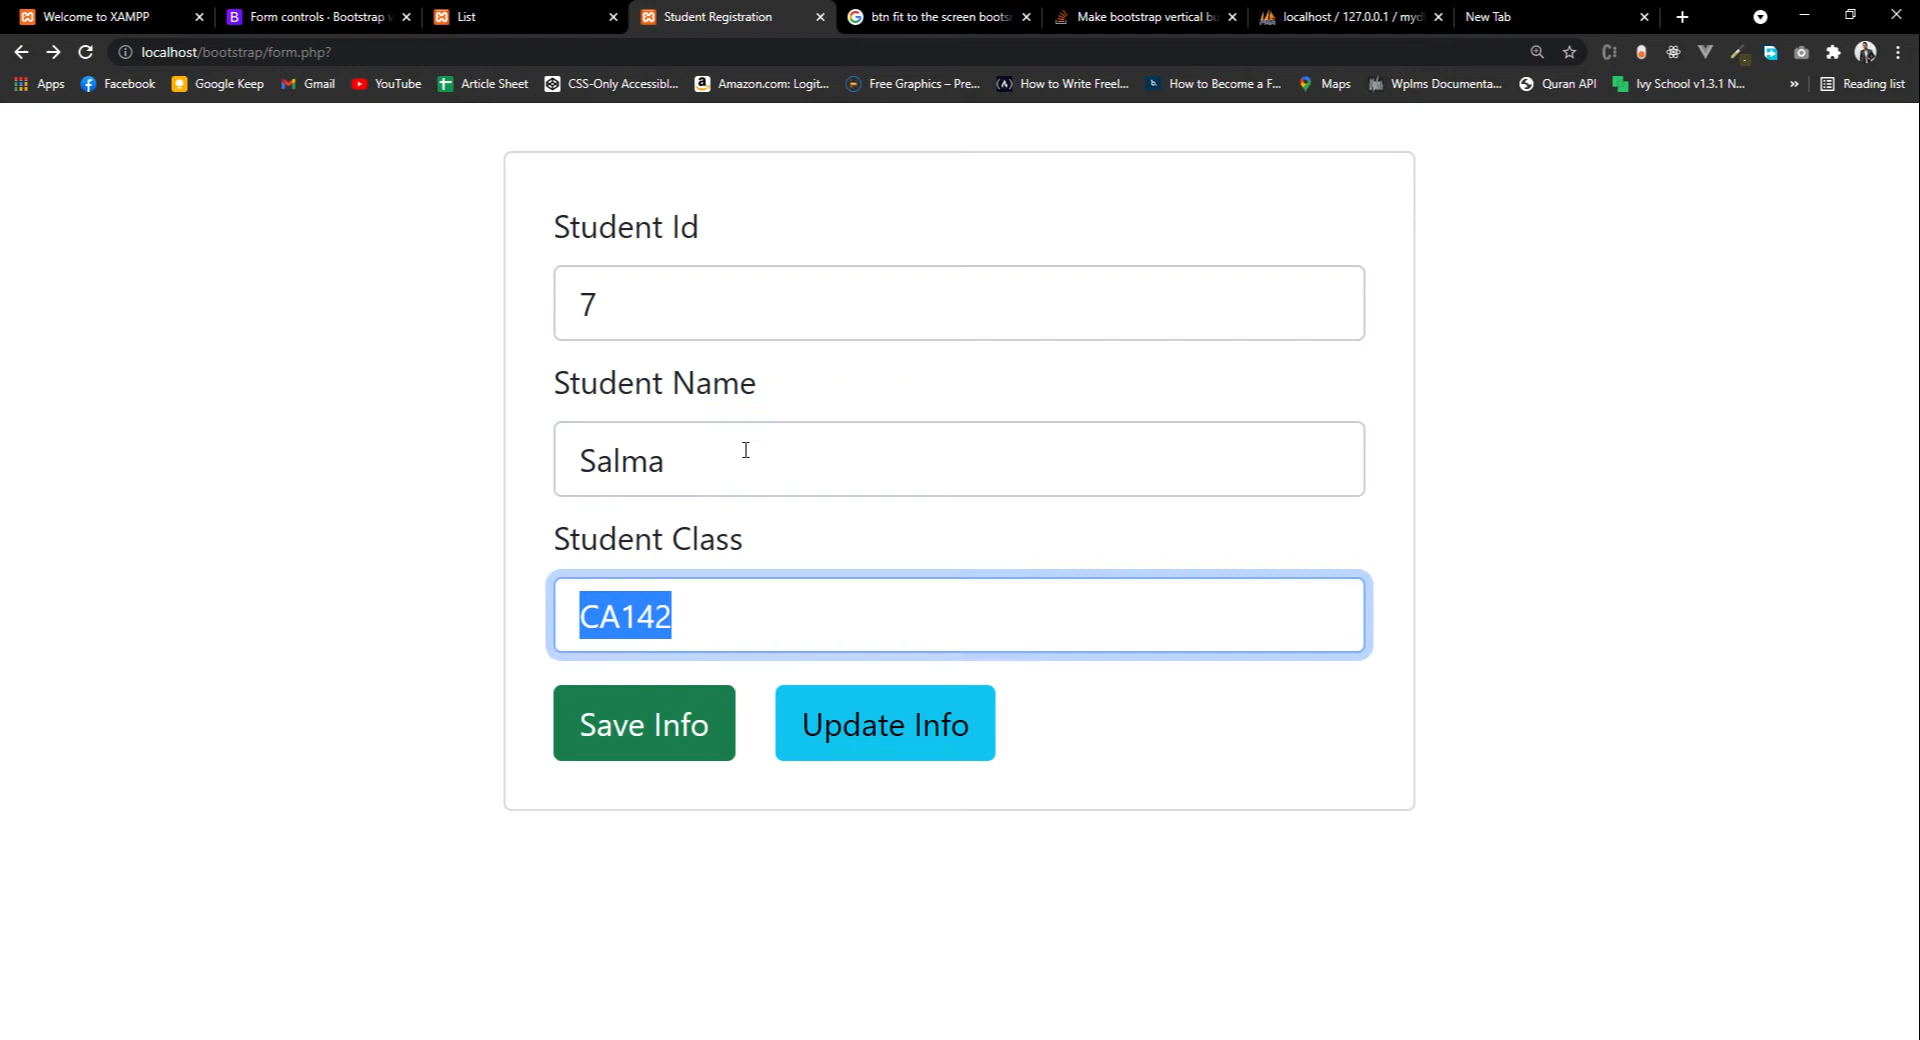 Welcome to XAMPP
Form controls · Bootstrap v
List
Student Registration
btn fit to the screen boots
Make bootstrap vertical bu
localhost / 127.0.0.1 / myd
New Tab
localhost/bootstrap/form.php?
Apps
Facebook
Google Keep
Gmail
YouTube
Article Sheet
CSS-Only Accessibl...
Amazon.com: Logit...
Free Graphics – Pre...
How to Write Freel...
How to Become a F...
Maps
Wplms Documenta...
Quran API
Ivy School v1.3.1 N...
»
Reading list
Student Id
7
Student Name
Salma
Student Class
CA142
Save Info
Update Info